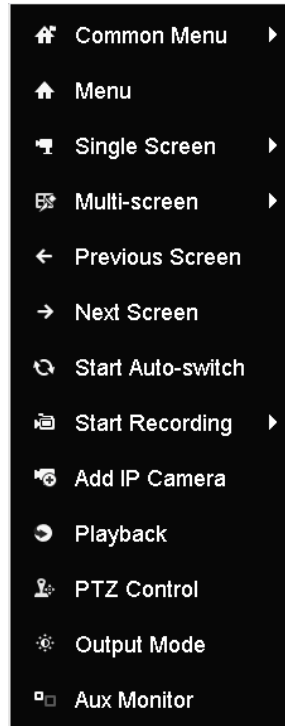 Common Menu
Menu
Single Screen
Multi-screen
Previous Screen
Next Screen
Start Auto-switch
Start Recording
Add IP Camera
Playback
PTZ Control
Output Mode
Aux Monitor